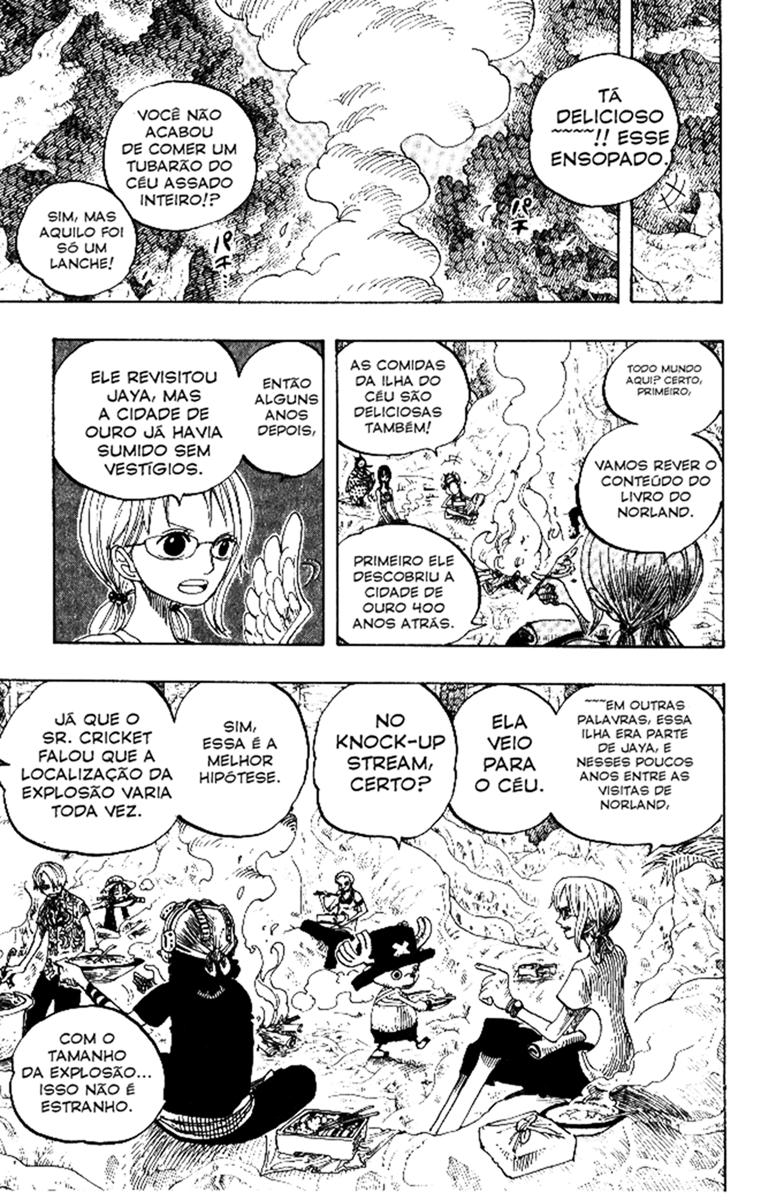 TÁ
DELICIOSO
~~~~!! ESSE
ENSOPADO.
VOCÊ NÃO
ACABOU
DE COMER UM
TUBARÃO DO
CÉU ASSADO
INTEIRO!?
SIM, MAS
AQUILO FOI
SÓ UM
LANCHE!
TODO MUNDO
AQUI? CERTO,
PRIMEIRO,
VAMOS REVER O
CONTEÚDO DO
LIVRO DO
NORLAND.
AS COMIDAS
DA ILHA DO
CÉU SÃO
DELICIOSAS
TAMBÉM!
PRIMEIRO ELE
DESCOBRIU A
CIDADE DE
OURO 400
ANOS ATRÁS.
ENTÃO
ALGUNS
ANOS
DEPOIS,
ELE REVISITOU
JAYA, MAS
A CIDADE DE
OURO JÁ HAVIA
SUMIDO SEM
VESTÍGIOS.
~~~EM OUTRAS
PALAVRAS, ESSA
ILHA ERA PARTE
DE JAYA, E
NESSES POUCOS
ANOS ENTRE AS
VISITAS DE
NORLAND,
ELA
VEIO
PARA
O CÉU.
NO
KNOCK-UP
STREAM,
CERTO?
SIM,
ESSA É A
MELHOR
HIPÓTESE.
JÁ QUE O
SR. CRICKET
FALOU QUE A
LOCALIZAÇÃO DA
EXPLOSÃO VARIA
TODA VEZ.
COM O
TAMANHO
DA EXPLOSÃO...
ISSO NÃO É
ESTRANHO.